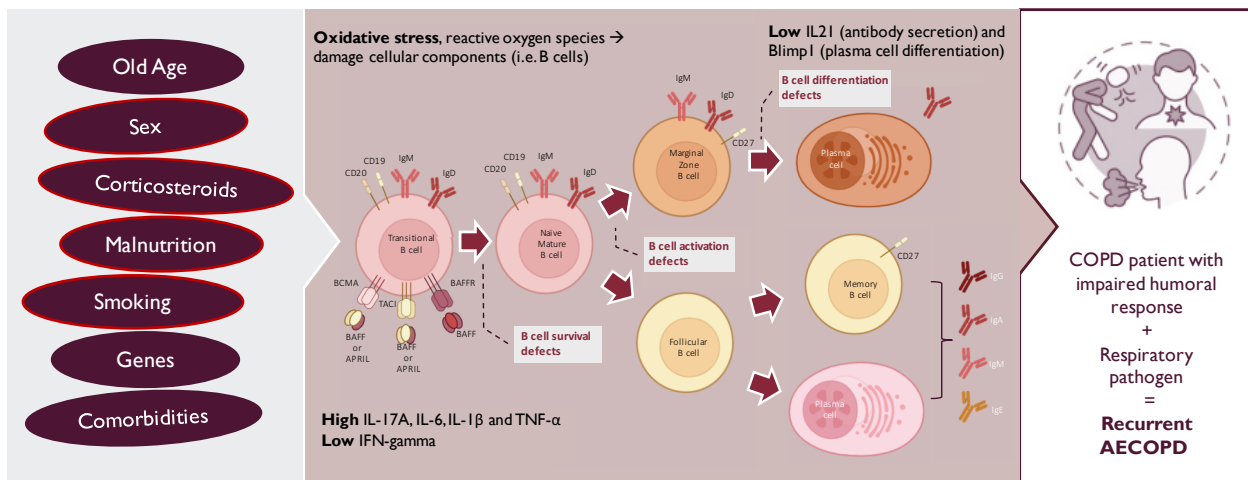 Old Age
Sex
Corticosteroids
Malnutrition
Smoking
Genes
Comorbidities
Oxidative stress, reactive oxygen species →
damage cellular components (i.e. B cells)
CD20
CD19
IgM
IgD
Transitional
B cell
BCMA
TACI
BAFFR
BAFF
or
APRIL
BAFF
or
APRIL
BAFF
CD20
CD19
IgM
IgD
Naïve
Mature
B cell
B cell survival
defects
B cell activation
defects
High IL-17A, IL-6, IL-1β and TNF-α
Low IFN-gamma
IgM
IgD
CD27
Marginal
Zone
B cell
Follicular
B cell
Low IL21 (antibody secretion) and
Blimp1 (plasma cell differentiation)
B cell differentiation
defects
Plasma
cell
CD27
Memory
B cell
Plasma
cell
IgG
IgA
IgM
IgE
COPD patient with
impaired humoral
response
+
Respiratory
pathogen
=
Recurrent
AECOPD